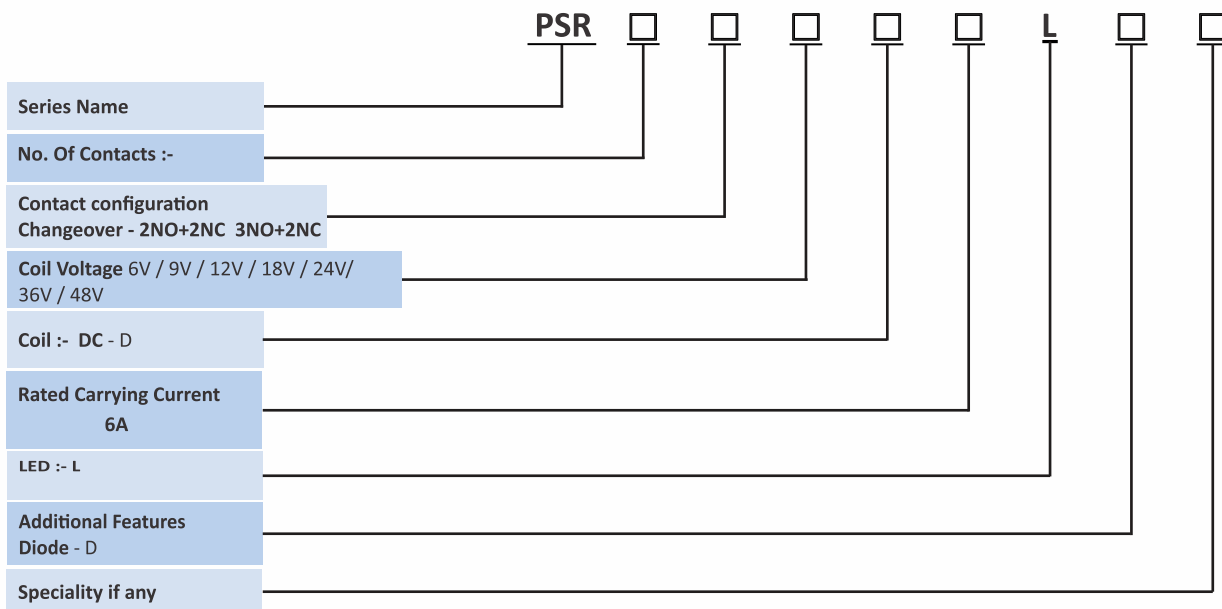 PSR □ □ □ □ □ L □ □
Series Name
No. Of Contacts :-
Contact configuration
Changeover - 2NO+2NC 3NO+2NC
Coil Voltage 6V / 9V / 12V / 18V / 24V/
36V / 48V
Coil :- DC - D
Rated Carrying Current
6A
LED :- L
Additional Features
Diode - D
Speciality if any